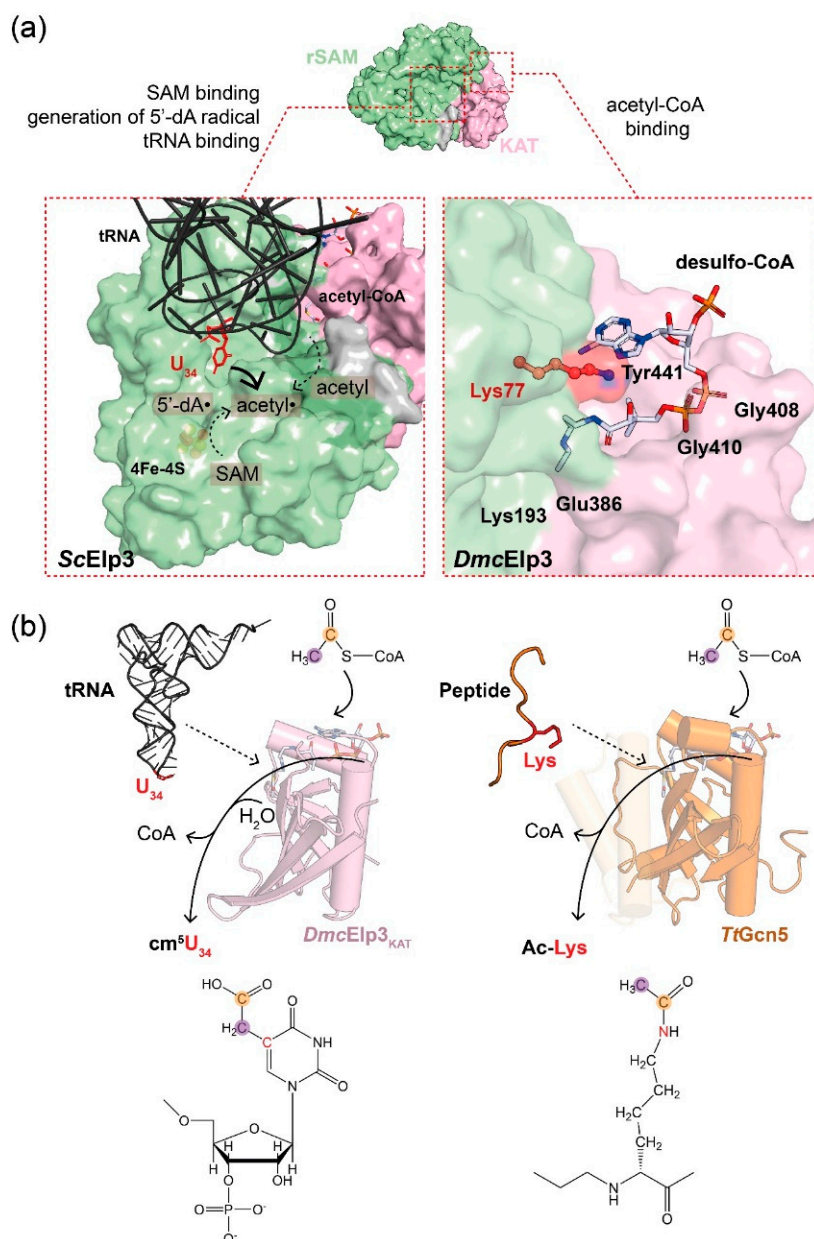 (a)
rSAM
KAT
SAM binding
generation of 5'-dA radical
tRNA binding
acetyl-CoA
binding
tRNA
acetyl-CoA
U34
5'-dA•
acetyl•
acetyl
4Fe-4S
SAM
ScElp3
desulfo-CoA
Lys77
Tyr441
Gly408
Gly410
Glu386
Lys193
DmcElp3
(b)
tRNA
U34
O
C
H3C
S
CoA
H2O
CoA
DmcElp3KAT
cm5U34
Peptide
Lys
O
C
H3C
S
CoA
CoA
TtGcn5
Ac-Lys
HO
O
C
H2C
O
C
NH
N
O
O
O
H
H
H
H
O
OH
O
P
O-
O-
H3C
O
C
NH
H2C
CH2
H2C
CH2
N
H
O